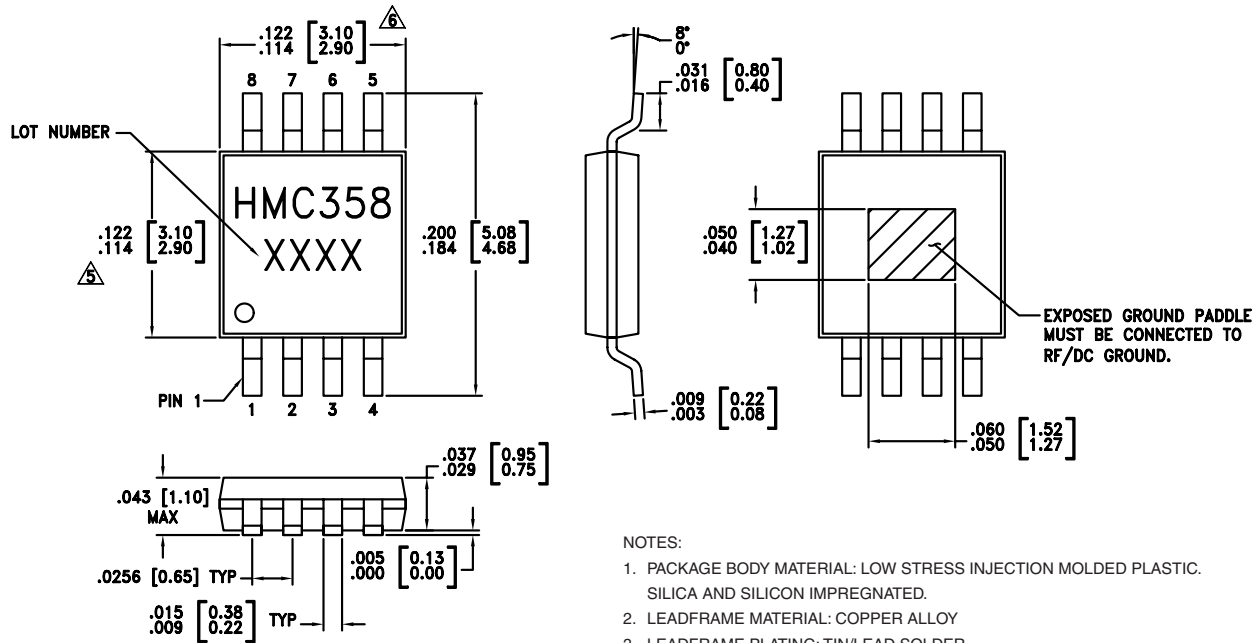 .122 [3.10]
.114 [2.90]
6
8 7 6 5
LOT NUMBER
HMC358
XXXX
.122 [3.10]
.114 [2.90]
5
.200 [5.08]
.184 [4.68]
PIN 1
1 2 3 4
8°
0°
.031 [0.80]
.016 [0.40]
.009 [0.22]
.003 [0.08]
.050 [1.27]
.040 [1.02]
EXPOSED GROUND PADDLE
MUST BE CONNECTED TO
RF/DC GROUND.
.060 [1.52]
.050 [1.27]
.037 [0.95]
.029 [0.75]
.043 [1.10]
MAX
.0256 [0.65] TYP
.005 [0.13]
.000 [0.00]
.015 [0.38]
.009 [0.22] TYP
NOTES:
1. PACKAGE BODY MATERIAL: LOW STRESS INJECTION MOLDED PLASTIC.
SILICA AND SILICON IMPREGNATED.
2. LEADFRAME MATERIAL: COPPER ALLOY
3. LEADFRAME PLATING: TIN/LEAD SOLDER